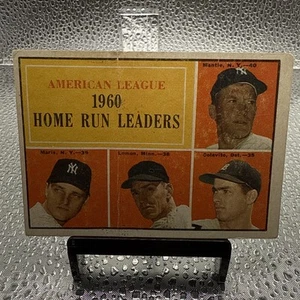 Mantle, N. Y.—40
AMERICAN LEAGUE
1960
HOME RUN LEADERS
Maris, N. Y.—39
Lemon, Wash.—38
Colavito, Det.—35